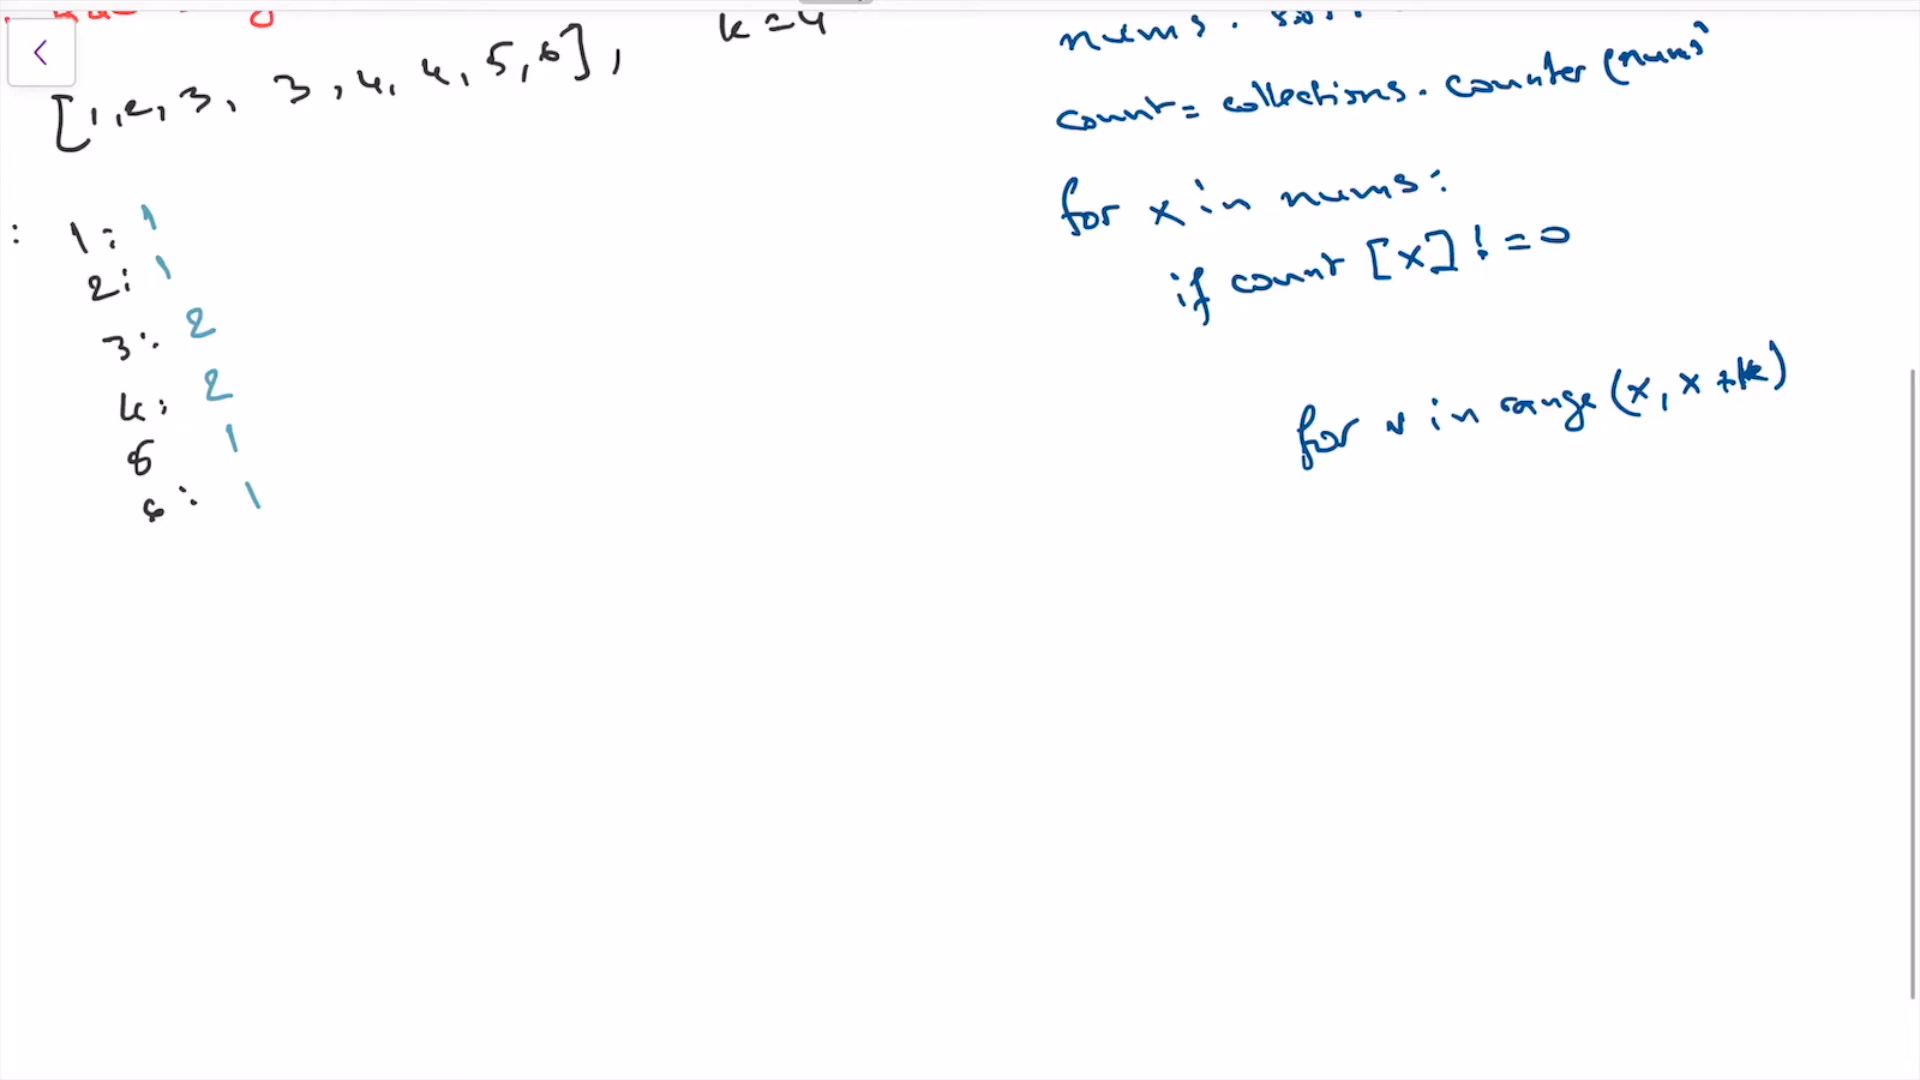 [1,2,3, 3,4,4,5,6], k=4
: 1: 1
2: 1
3: 2
4: 2
5 1
6: 1
nums.
count= collections.counter(nums)
for x in nums:
if count [x] != 0
for v in range(x, x+k)